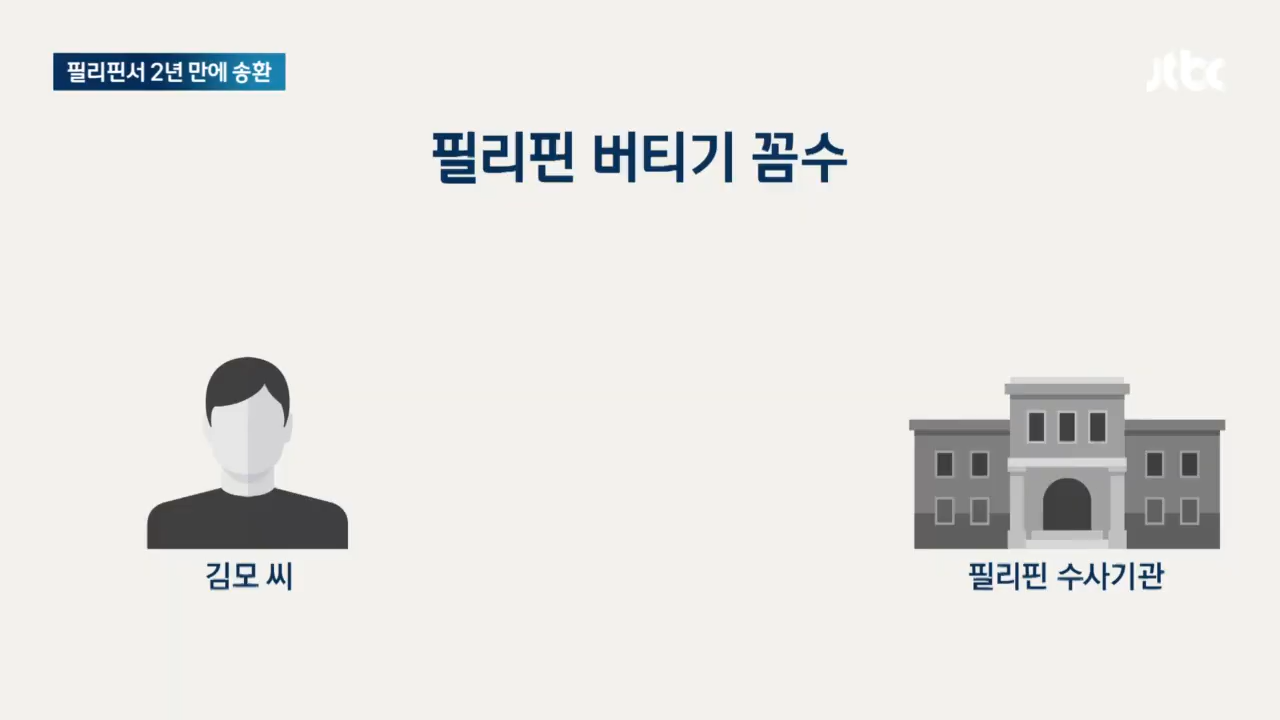 필리핀서 2년 만에 송환
jtbc
필리핀 버티기 꼼수
김모 씨
필리핀 수사기관